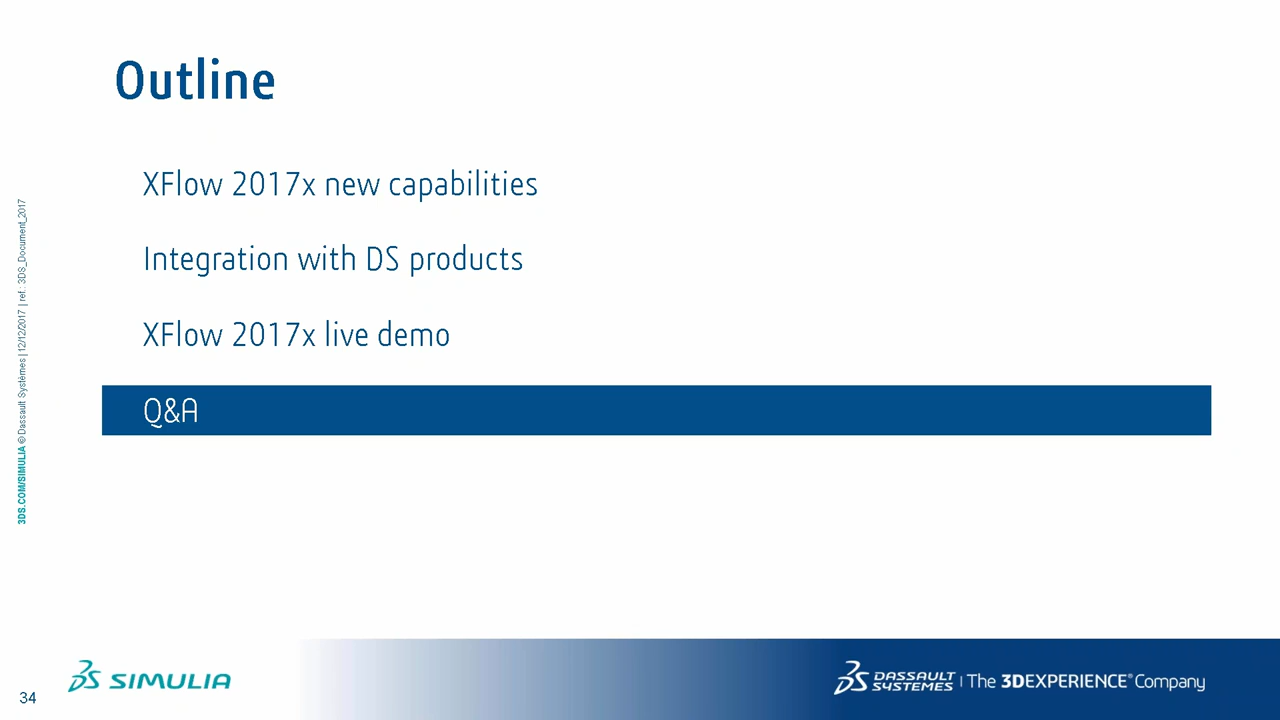 Outline
XFlow 2017x new capabilities
Integration with DS products
XFlow 2017x live demo
Q&A
3DS.COM/SIMULIA © Dassault Systèmes | 12/12/2017 | ref.: 3DS_Document_2017
34
SIMULIA
DASSAULT SYSTEMES | The 3DEXPERIENCE® Company